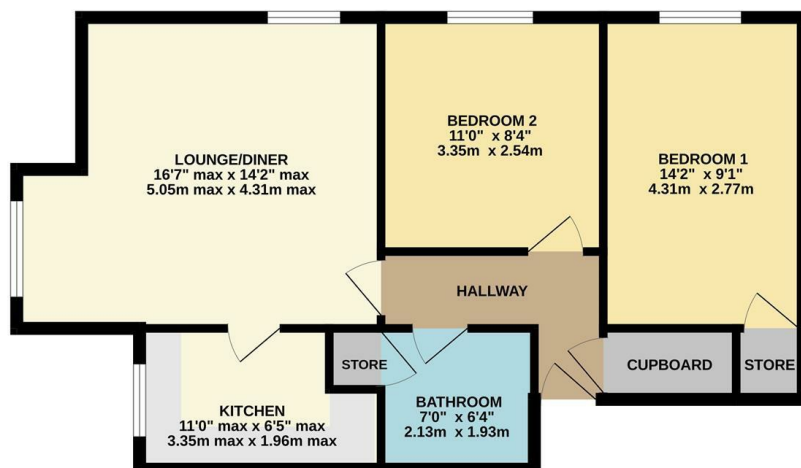 LOUNGE/DINER
16'7" max x 14'2" max
5.05m max x 4.31m max
BEDROOM 2
11'0" x 8'4"
3.35m x 2.54m
BEDROOM 1
14'2" x 9'1"
4.31m x 2.77m
HALLWAY
STORE
CUPBOARD
STORE
KITCHEN
11'0" max x 6'5" max
3.35m max x 1.96m max
BATHROOM
7'0" x 6'4"
2.13m x 1.93m